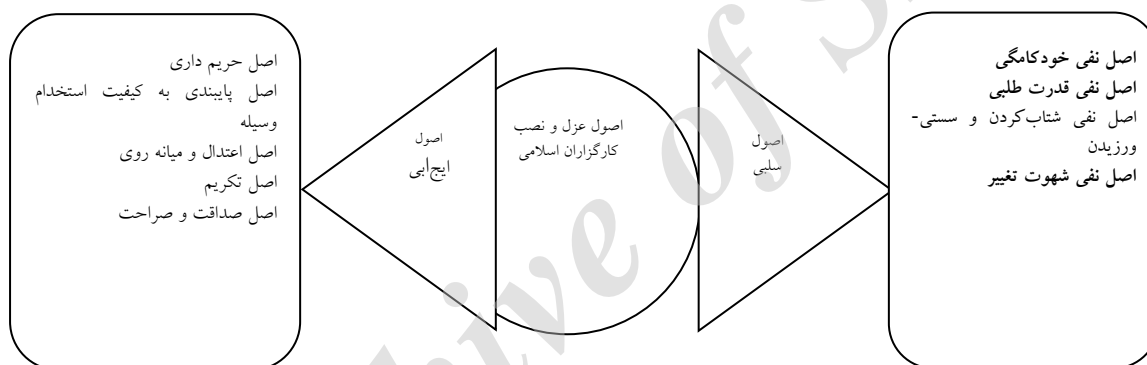 اصل نفی خودکامگی
اصل نفی قدرت طلبی
اصل نفی شتاب‌کردن و سستی-
ورزیدن
اصل نفی شهوت تغییر
اصول
سلبی
اصول عزل و نصب
کارگزاران اسلامی
اصول
ایجابی
اصل حریم داری
اصل پایبندی به کیفیت استخدام
وسیله
اصل اعتدال و میانه روی
اصل تکریم
اصل صداقت و صراحت
hive of S